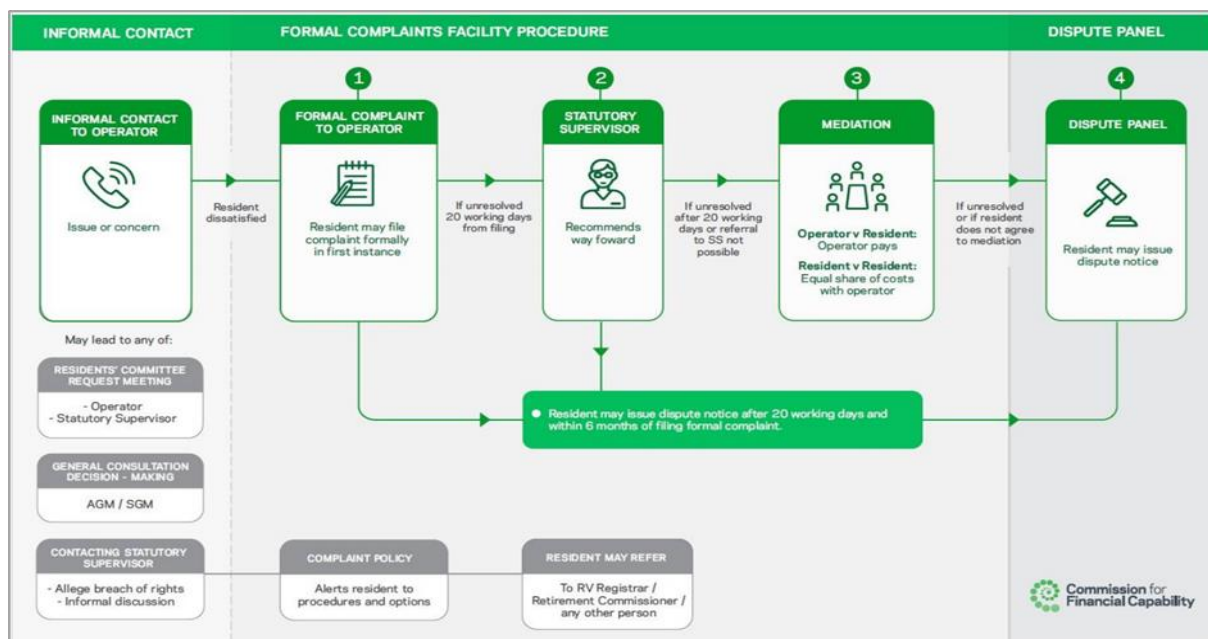 INFORMAL CONTACT
FORMAL COMPLAINTS FACILITY PROCEDURE
DISPUTE PANEL
INFORMAL CONTACT
TO OPERATOR
Issue or concern
Resident
dissatisfied
1
FORMAL COMPLAINT
TO OPERATOR
Resident may file
complaint formally
in first instance
If unresolved
20 working days
from filing
2
STATUTORY
SUPERVISOR
Recommends
way foward
If unresolved
after 20 working
days or referral
to SS not
possible
3
MEDIATION
Operator v Resident:
Operator pays
Resident v Resident:
Equal share of costs
with operator
If unresolved
or if resident
does not agree
to mediation
4
DISPUTE PANEL
Resident may issue
dispute notice
Resident may issue dispute notice after 20 working days and
within 6 months of filing formal complaint.
May lead to any of:
RESIDENTS' COMMITTEE
REQUEST MEETING
- Operator
- Statutory Supervisor
GENERAL CONSULTATION
DECISION - MAKING
AGM / SGM
CONTACTING STATUTORY
SUPERVISOR
- Allege breach of rights
- Informal discussion
COMPLAINT POLICY
Alerts resident to
procedures and options
RESIDENT MAY REFER
To RV Registrar /
Retirement Commissioner /
any other person
Commission for
Financial Capability